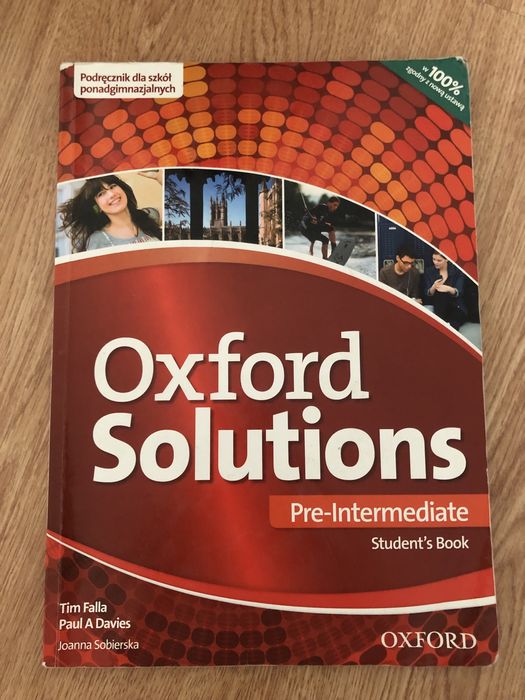 Podręcznik dla szkół
ponadgimnazjalnych
w 100%
zgodny z nową ustawą
Oxford
Solutions
Pre-Intermediate
Student's Book
Tim Falla
Paul A Davies
Joanna Sobierska
OXFORD